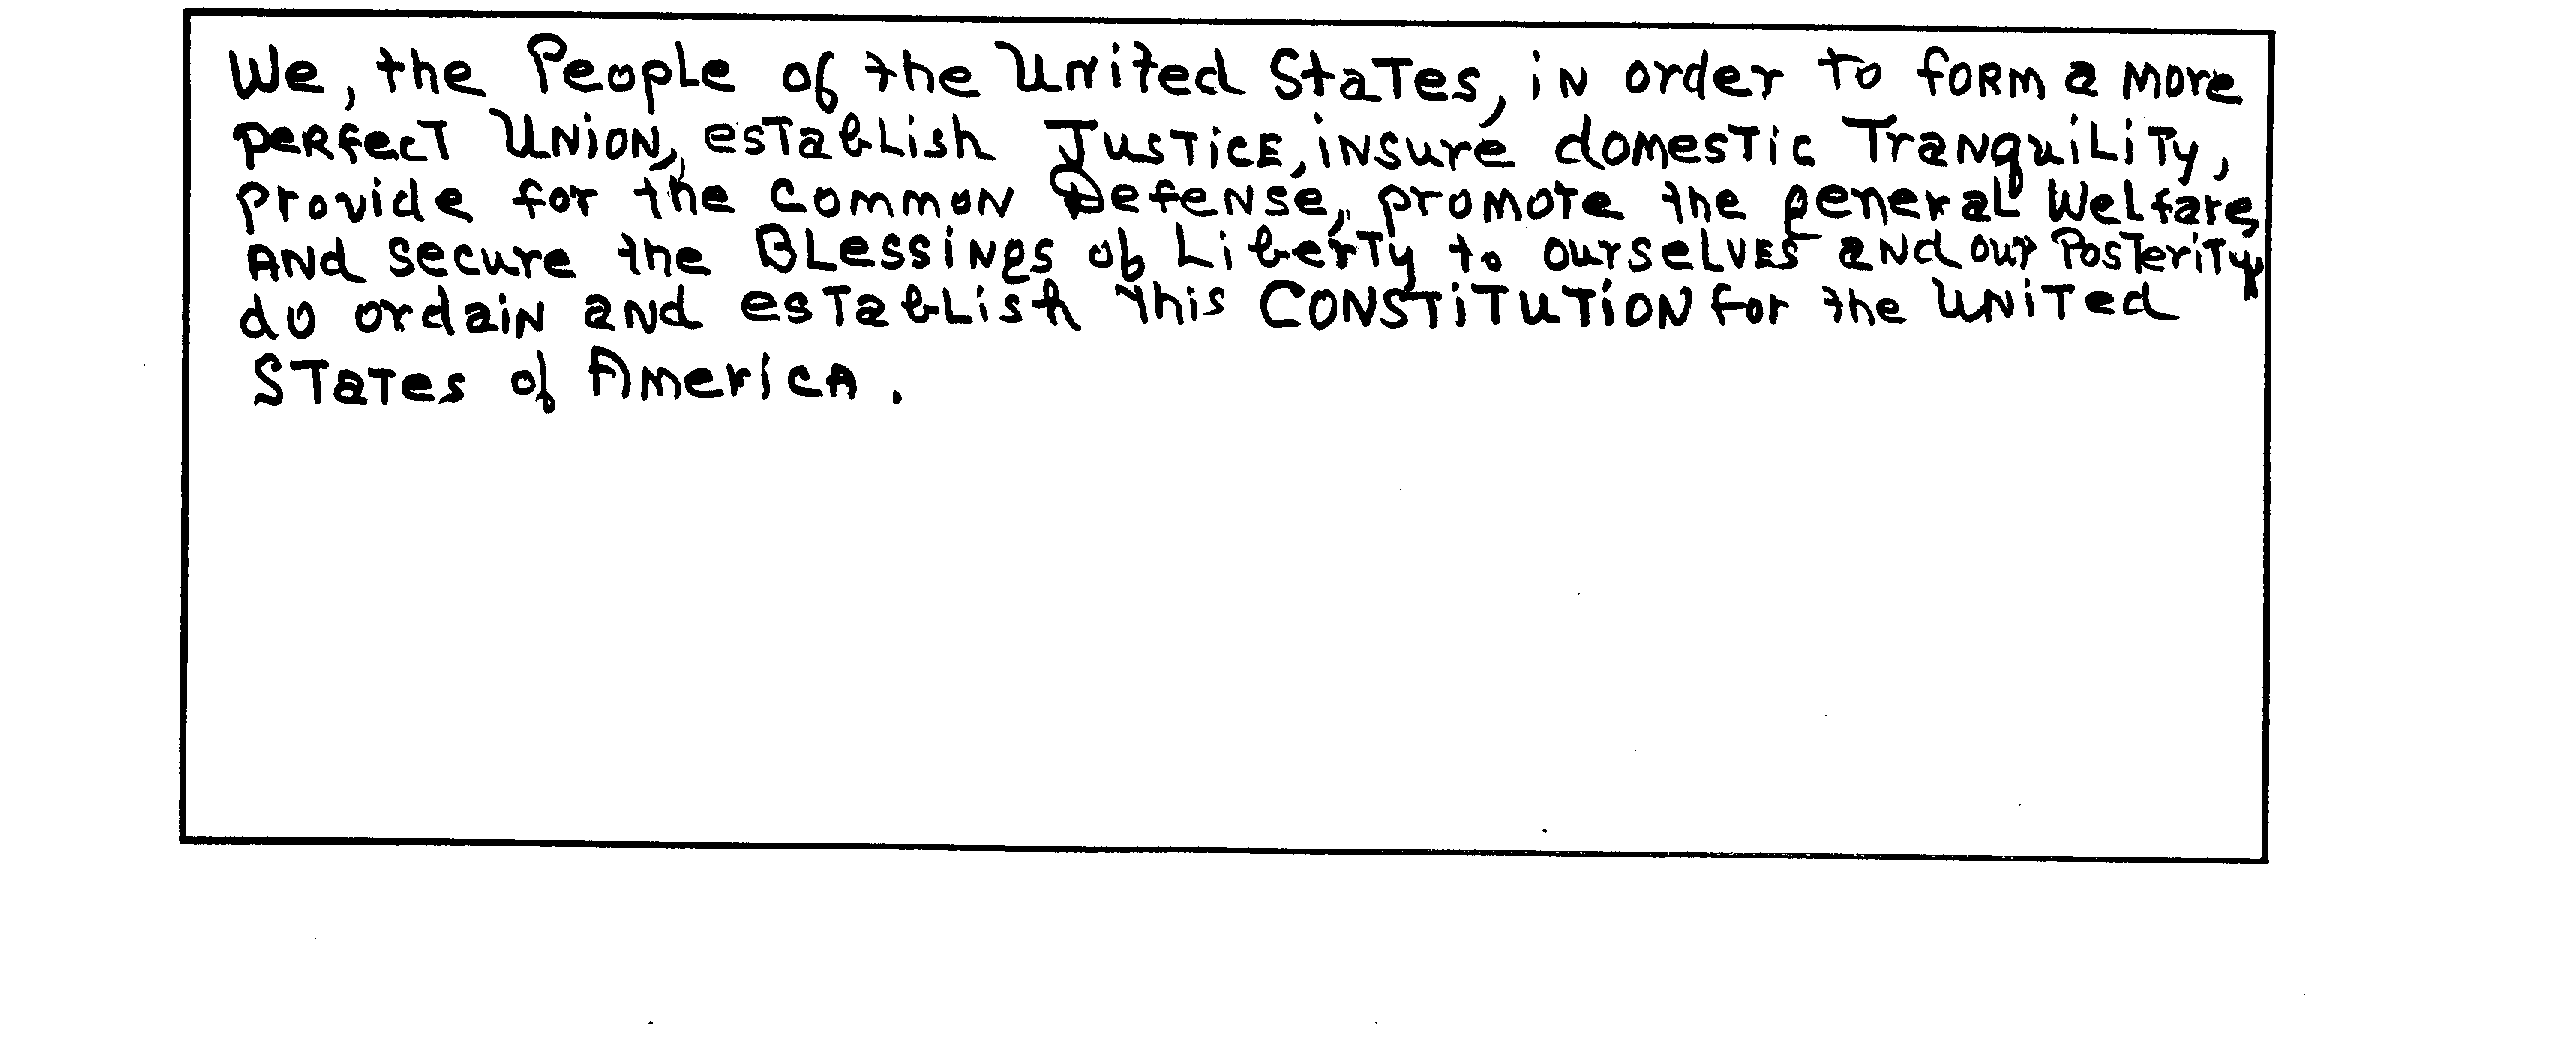 We, the People of the United States, in order to form a more
perfect Union, establish Justice, insure domestic Tranquility,
provide for the common Defense, promote the general Welfare,
and secure the Blessings of Liberty to ourselves and our Posterity,
do ordain and establish this CONSTITUTION for the United
States of America.